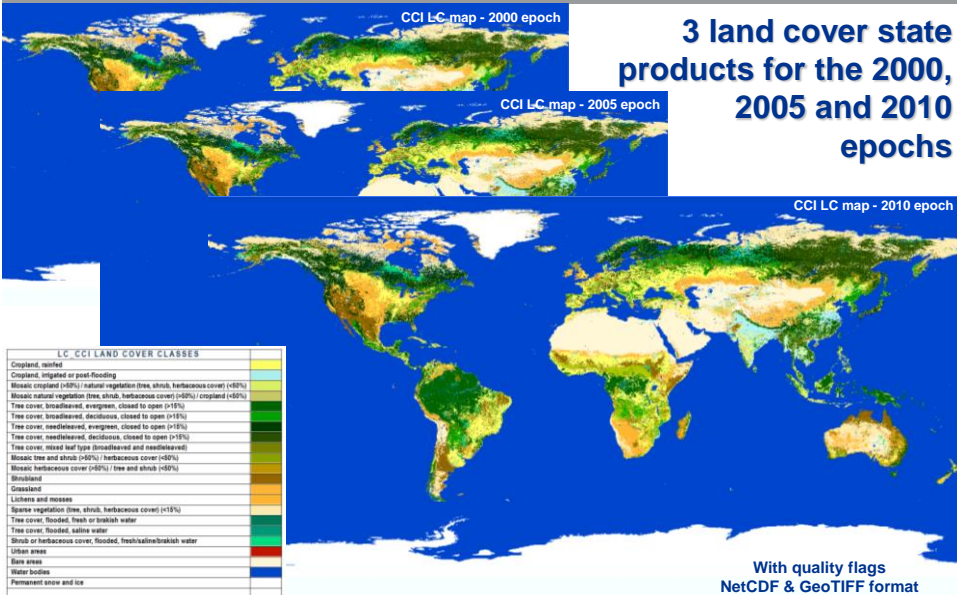 CCI LC map - 2000 epoch
3 land cover state
products for the 2000,
2005 and 2010
epochs
CCI LC map - 2005 epoch
CCI LC map - 2010 epoch
LC_CCI LAND COVER CLASSES
Cropland, rainfed
Cropland, irrigated or post-flooding
Mosaic cropland (>50%) / natural vegetation (tree, shrub, herbaceous cover) (<50%)
Mosaic natural vegetation (tree, shrub, herbaceous cover) (>50%) / cropland (<50%)
Tree cover, broadleaved, evergreen, closed to open (>15%)
Tree cover, broadleaved, deciduous, closed to open (>15%)
Tree cover, needleleaved, evergreen, closed to open (>15%)
Tree cover, needleleaved, deciduous, closed to open (>15%)
Tree cover, mixed leaf type (broadleaved and needleleaved)
Mosaic tree and shrub (>50%) / herbaceous cover (<50%)
Mosaic herbaceous cover (>50%) / tree and shrub (<50%)
Shrubland
Grassland
Lichens and mosses
Sparse vegetation (tree, shrub, herbaceous cover) (<15%)
Tree cover, flooded, fresh or brakish water
Tree cover, flooded, saline water
Shrub or herbaceous cover, flooded, fresh/saline/brakish water
Urban areas
Bare areas
Water bodies
Permanent snow and ice
With quality flags
NetCDF & GeoTIFF format